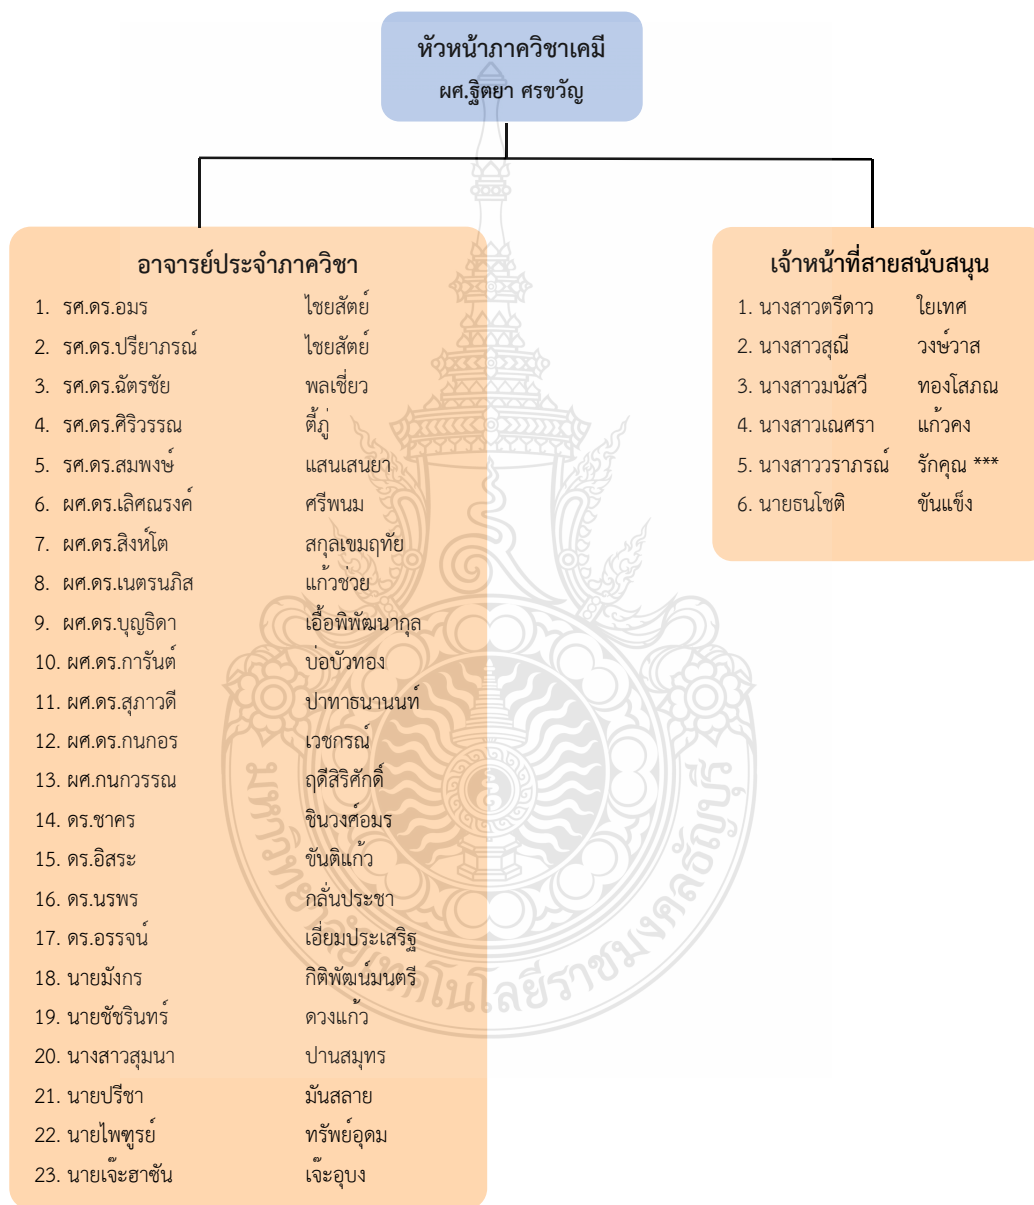 หัวหน้าภาควิชาเคมี
ผศ.ฐิตยา ศรขวัญ
อาจารย์ประจำภาควิชา
1. รศ.ดร.อมร ไชยสัตย์
2. รศ.ดร.ปรียาภรณ์ ไชยสัตย์
3. รศ.ดร.ฉัตรชัย พลเชี่ยว
4. รศ.ดร.ศิริวรรณ ตี้ภู่
5. รศ.ดร.สมพงษ์ แสนเสนยา
6. ผศ.ดร.เลิศณรงค์ ศรีพนม
7. ผศ.ดร.สิงห์โต สกุลเขมฤทัย
8. ผศ.ดร.เนตรนภิส แก้วช่วย
9. ผศ.ดร.บุญธิดา เอื้อพิพัฒนากุล
10. ผศ.ดร.การันต์ บ่อบัวทอง
11. ผศ.ดร.สุภาวดี ปาทาธนานนท์
12. ผศ.ดร.กนกอร เวชกรณ์
13. ผศ.กนกวรรณ ฤดีสิริศักดิ์
14. ดร.ชาคร ชินวงศ์อมร
15. ดร.อิสระ ขันติแก้ว
16. ดร.นรพร กลั่นประชา
17. ดร.อรรจน์ เอี่ยมประเสริฐ
18. นายมังกร กิติพัฒน์มนตรี
19. นายชัชรินทร์ ดวงแก้ว
20. นางสาวสุมนา ปานสมุทร
21. นายปรีชา มันสลาย
22. นายไพฑูรย์ ทรัพย์อุดม
23. นายเจ๊ะฮาซัน เจ๊ะอุบง
เจ้าหน้าที่สายสนับสนุน
1. นางสาวตรีดาว ใยเทศ
2. นางสาวสุณี วงษ์วาส
3. นางสาวมนัสวี ทองโสภณ
4. นางสาวเณศรา แก้วคง
5. นางสาววราภรณ์ รักคุณ ***
6. นายธนโชติ ขันแข็ง
มหาวิทยาลัยเทคโนโลยีราชมงคลธัญบุรี